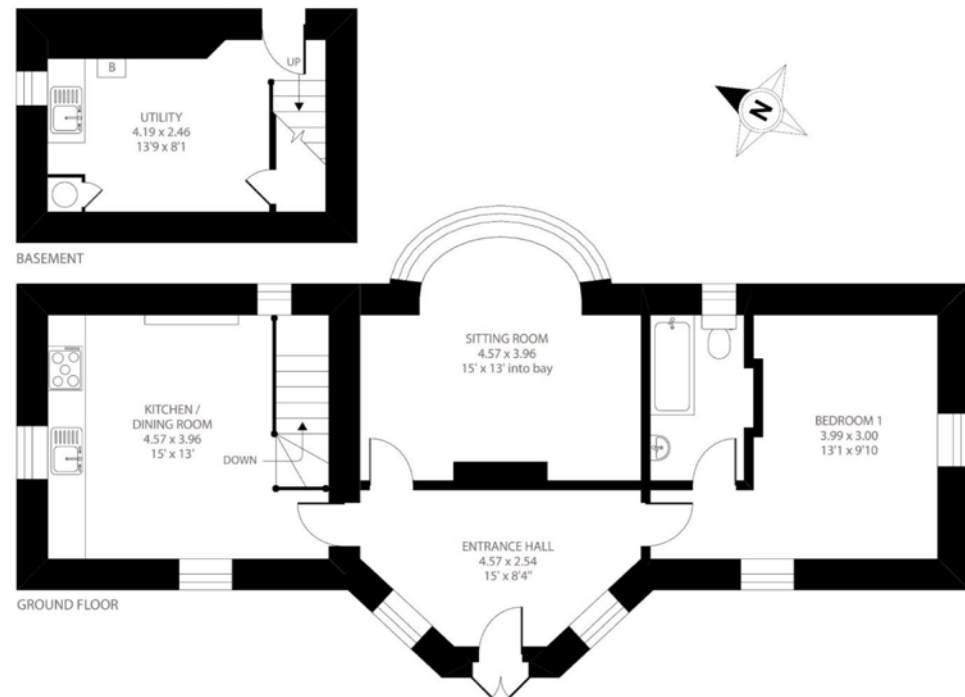 UP
B
UTILITY
4.19 x 2.46
13'9 x 8'1
N
BASEMENT
SITTING ROOM
4.57 x 3.96
15' x 13' into bay
KITCHEN /
DINING ROOM
4.57 x 3.96
15' x 13'
DOWN
BEDROOM 1
3.99 x 3.00
13'1 x 9'10
ENTRANCE HALL
4.57 x 2.54
15' x 8'4"
GROUND FLOOR